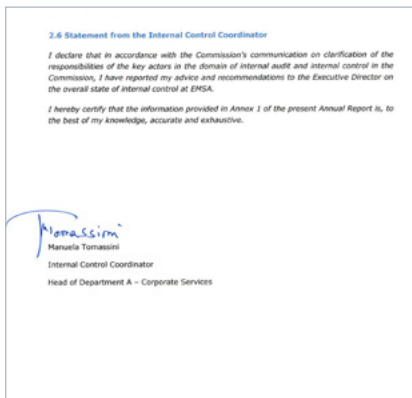 2.6 Statement from the Internal Control Coordinator
I declare that in accordance with the Commission's communication on clarification of the
responsibilities of the key actors in the domain of internal audit and internal control in the
Commission, I have reported my advice and recommendations to the Executive Director on
the overall state of internal control at EMSA.
I hereby certify that the information provided in Annex 1 of the present Annual Report is, to
the best of my knowledge, accurate and exhaustive.
Tomassini
Manuela Tomassini
Internal Control Coordinator
Head of Department A – Corporate Services